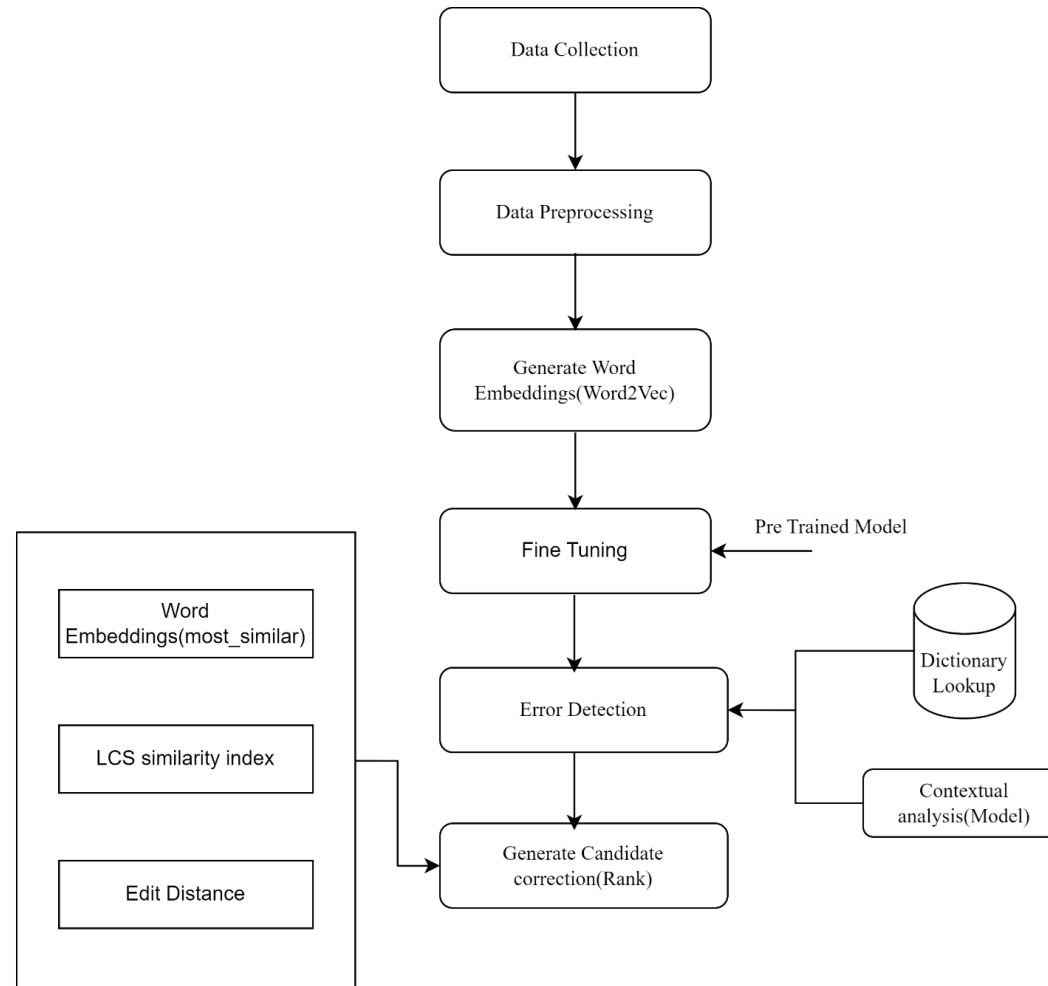 Data Collection
Data Preprocessing
Generate Word
Embeddings(Word2Vec)
Pre Trained Model
Fine Tuning
Word
Embeddings(most_similar)
Dictionary
Lookup
Error Detection
LCS similarity index
Contextual
analysis(Model)
Generate Candidate
correction(Rank)
Edit Distance